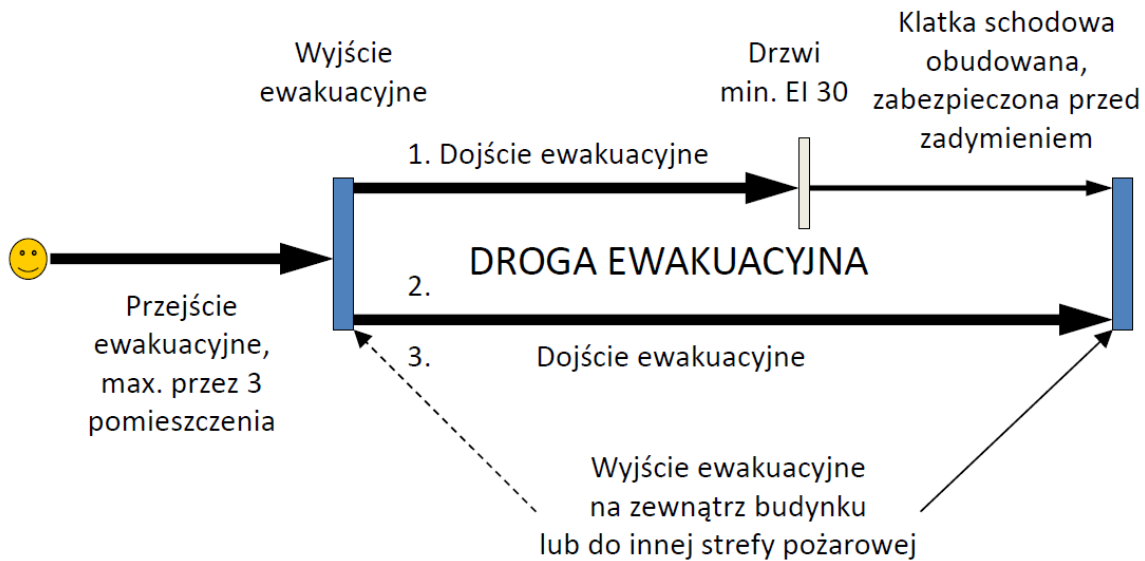 Wyjście
ewakuacyjne
Drzwi
min. EI 30
Klatka schodowa
obudowana,
zabezpieczona przed
zadymieniem
1. Dojście ewakuacyjne
DROGA EWAKUACYJNA
2.
Przejście
ewakuacyjne,
max. przez 3
pomieszczenia
3.
Dojście ewakuacyjne
Wyjście ewakuacyjne
na zewnątrz budynku
lub do innej strefy pożarowej